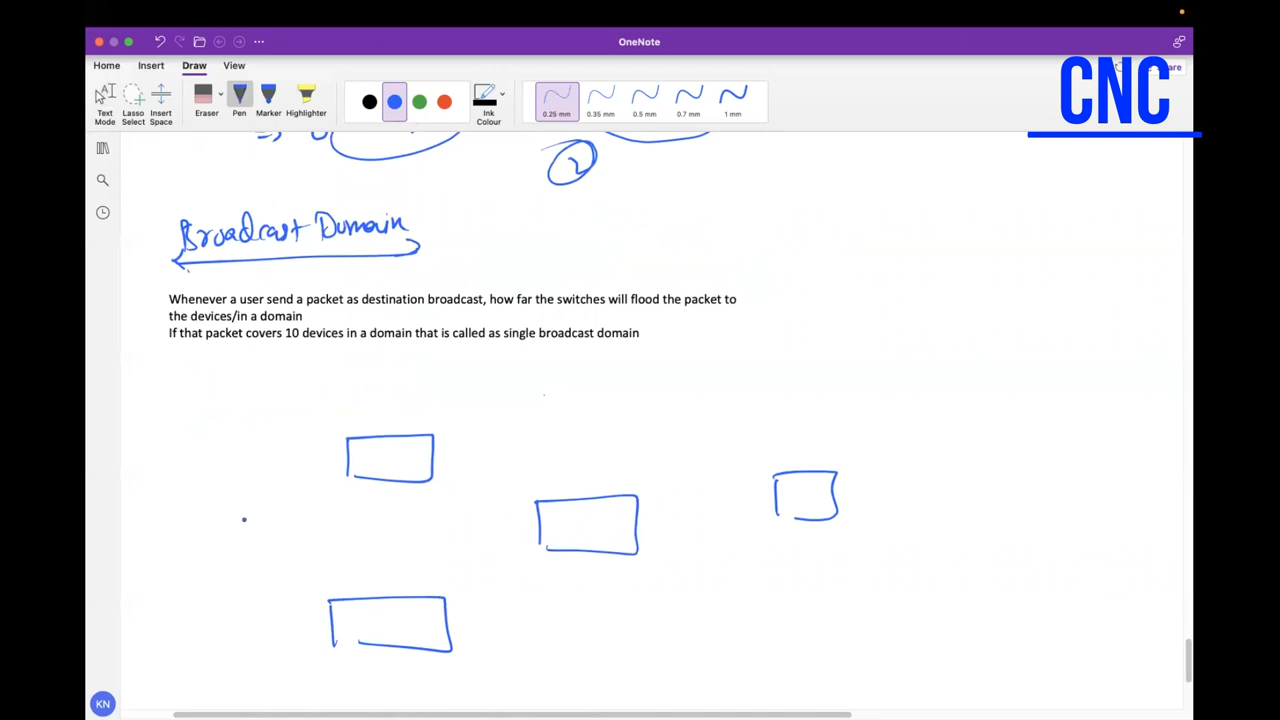 OneNote
Home Insert Draw View
CNC
Share
Text Mode
Lasso Select
Insert Space
Eraser
Pen
Marker
Highlighter
Ink Colour
0.25 mm
0.35 mm
0.5 mm
0.7 mm
1 mm
2
Broadcast Domain
Whenever a user send a packet as destination broadcast, how far the switches will flood the packet to
the devices/in a domain
If that packet covers 10 devices in a domain that is called as single broadcast domain
KN